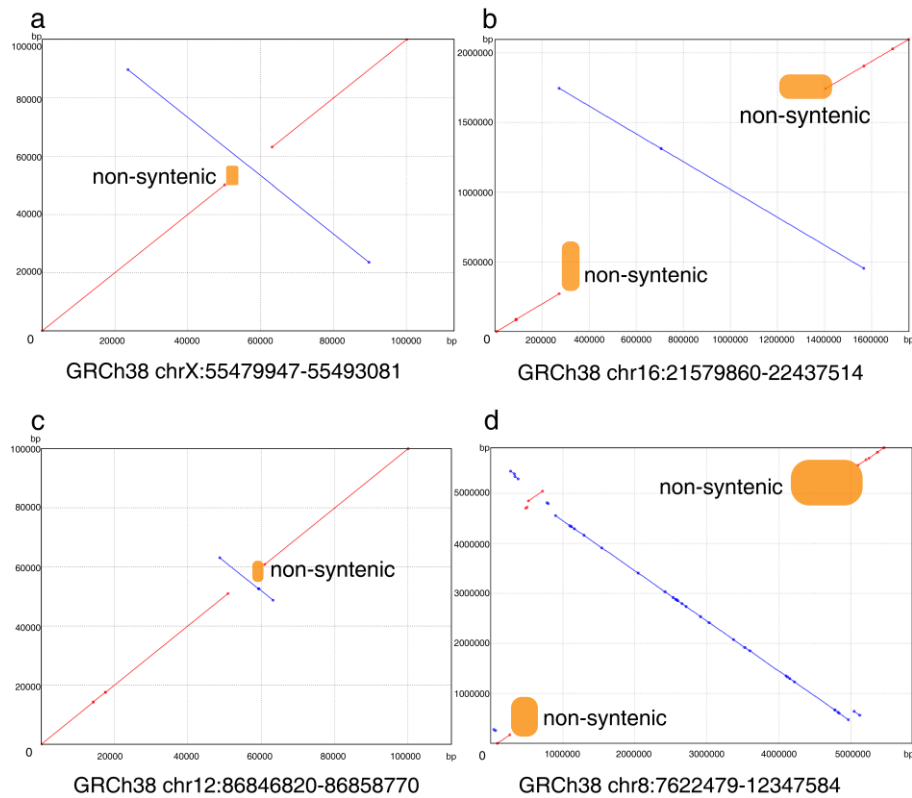 a
bp
100000
80000
60000
40000
20000
0
non-syntenic
20000 40000 60000 80000 100000 bp
GRCh38 chrX:55479947-55493081
b
bp
2000000
1500000
1000000
500000
0
non-syntenic
non-syntenic
200000 400000 600000 800000 1000000 1200000 1400000 1600000 bp
GRCh38 chr16:21579860-22437514
c
bp
100000
80000
60000
40000
20000
0
non-syntenic
20000 40000 60000 80000 100000 bp
GRCh38 chr12:86846820-86858770
d
bp
5000000
4000000
3000000
2000000
1000000
0
non-syntenic
non-syntenic
1000000 2000000 3000000 4000000 5000000 bp
GRCh38 chr8:7622479-12347584